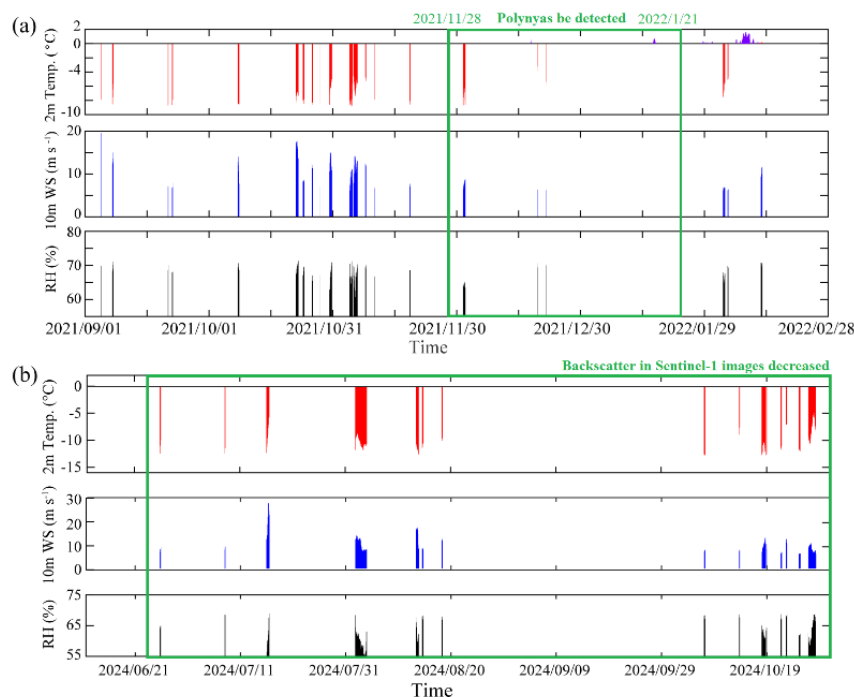 (a)
2021/11/28 Polynyas be detected 2022/1/21
2m Temp. (°C)
2
0
-4
-10
10m WS (m s⁻¹)
20
10
0
RH (%)
80
70
60
2021/09/01 2021/10/01 2021/10/31 2021/11/30 2021/12/30 2022/01/29 2022/02/28
Time
(b)
Backscatter in Sentinel-1 images decreased
2m Temp. (°C)
0
-5
-10
-15
10m WS (m s⁻¹)
30
20
10
0
RH (%)
75
65
55
2024/06/21 2024/07/11 2024/07/31 2024/08/20 2024/09/09 2024/09/29 2024/10/19
Time